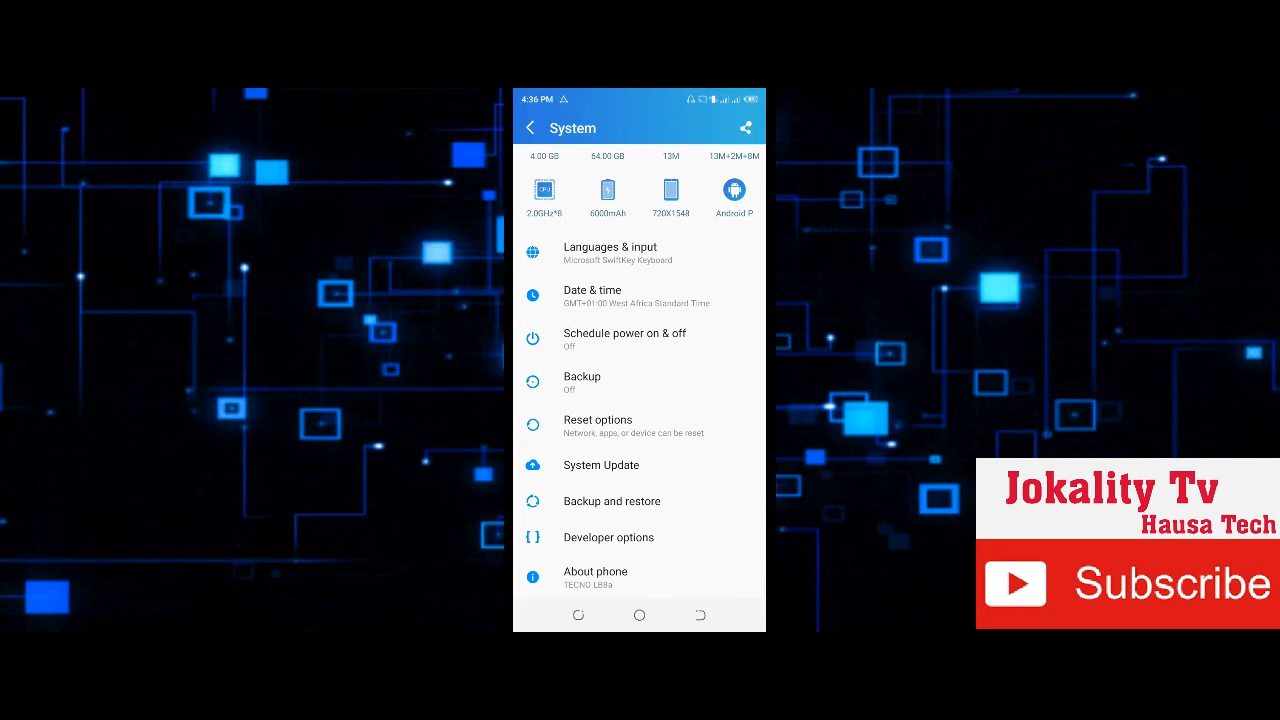 4:36 PM
System
4.00 GB 64.00 GB 13M 13M+2M+8M
CPU
2.0GHz*8 6000mAh 720X1548 Android P
Languages & input
Microsoft SwiftKey Keyboard
Date & time
GMT+01:00 West Africa Standard Time
Schedule power on & off
Off
Backup
Off
Reset options
Network, apps, or device can be reset
System Update
Backup and restore
Developer options
About phone
TECNO LB8a
Jokality Tv
Hausa Tech
Subscribe